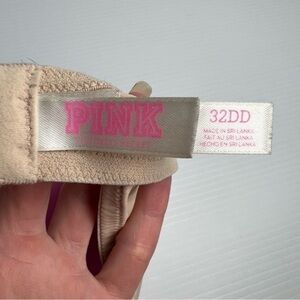 PINK
32DD
MADE IN SRI LANKA
FAIT AU SRI LANKA
HECHO EN SRI LANKA